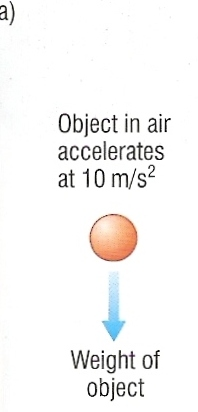 a)
Object in air
accelerates
at 10 m/s²
Weight of
object